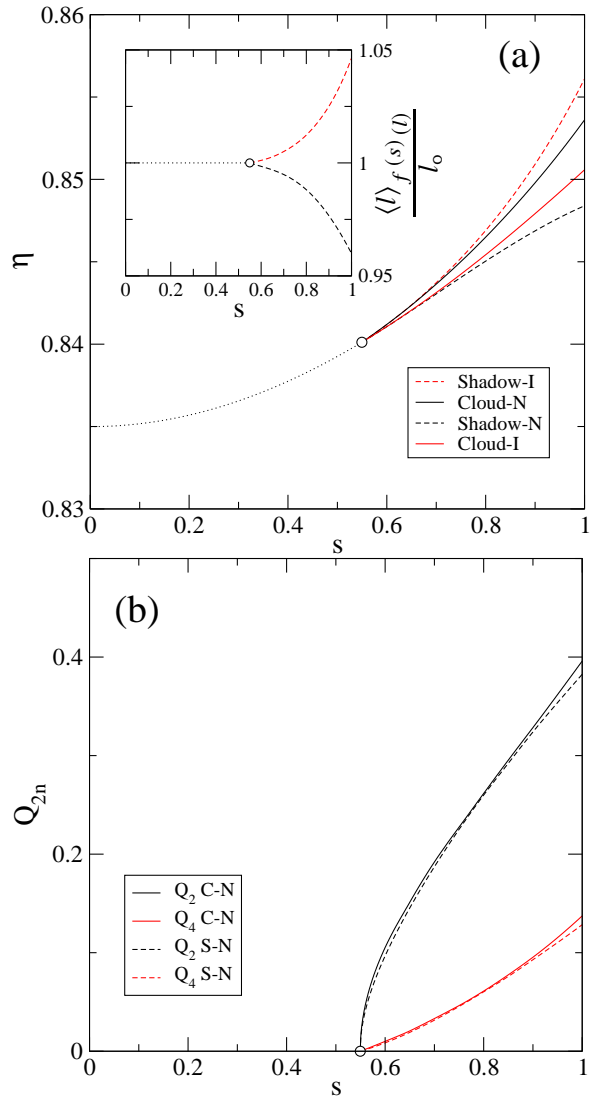 0.86
0.85
0.84
0.83
η
(a)
1.05
1
0.95
⟨l⟩ f (s) (l)
l o
0 0.2 0.4 0.6 0.8 1
s
Shadow-I
Cloud-N
Shadow-N
Cloud-I
0 0.2 0.4 0.6 0.8 1
s
(b)
0.4
0.2
0
Q2n
Q2 C-N
Q4 C-N
Q2 S-N
Q4 S-N
0 0.2 0.4 0.6 0.8 1
s